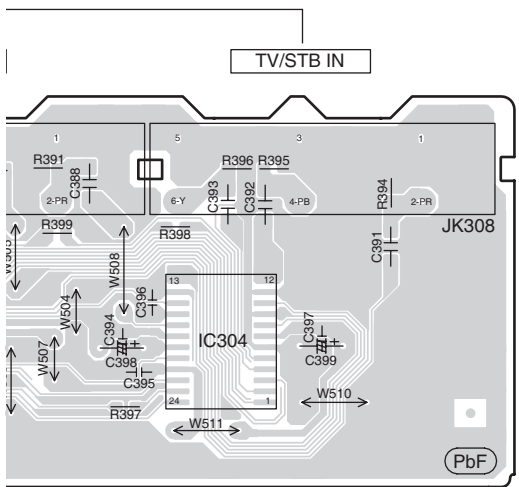 TV/STB IN
1
5
3
1
R391
C388
R396
R395
R394
2-PR
6-Y
C393
C392
4-PB
2-PR
R399
R398
JK308
C391
W508
W504
W507
13
12
C396
C394
C398
C395
IC304
C397
C399
24
1
R397
W511
W510
PbF